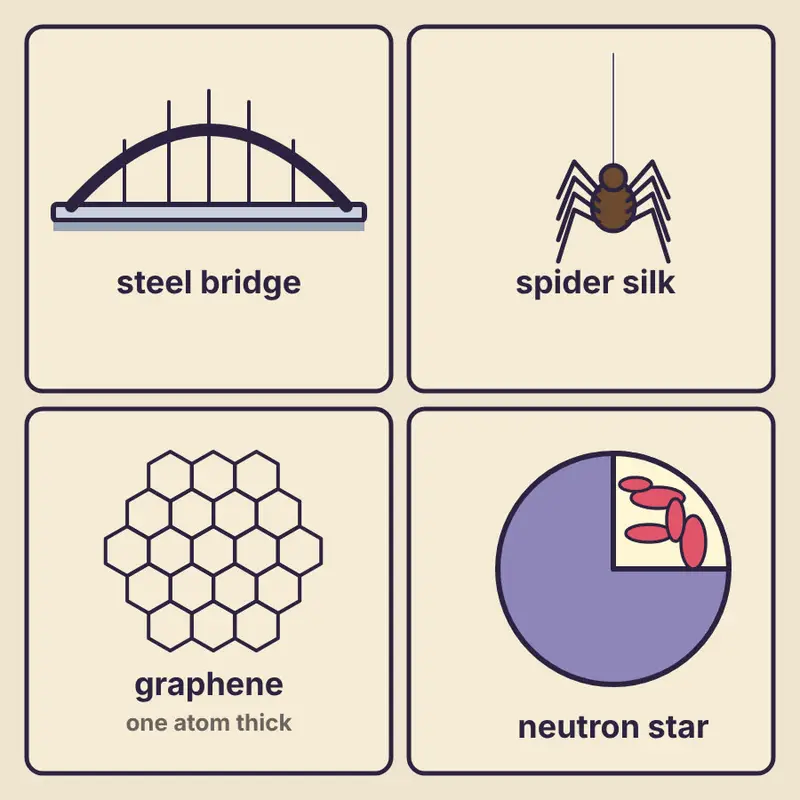 steel bridge
spider silk
graphene
one atom thick
neutron star